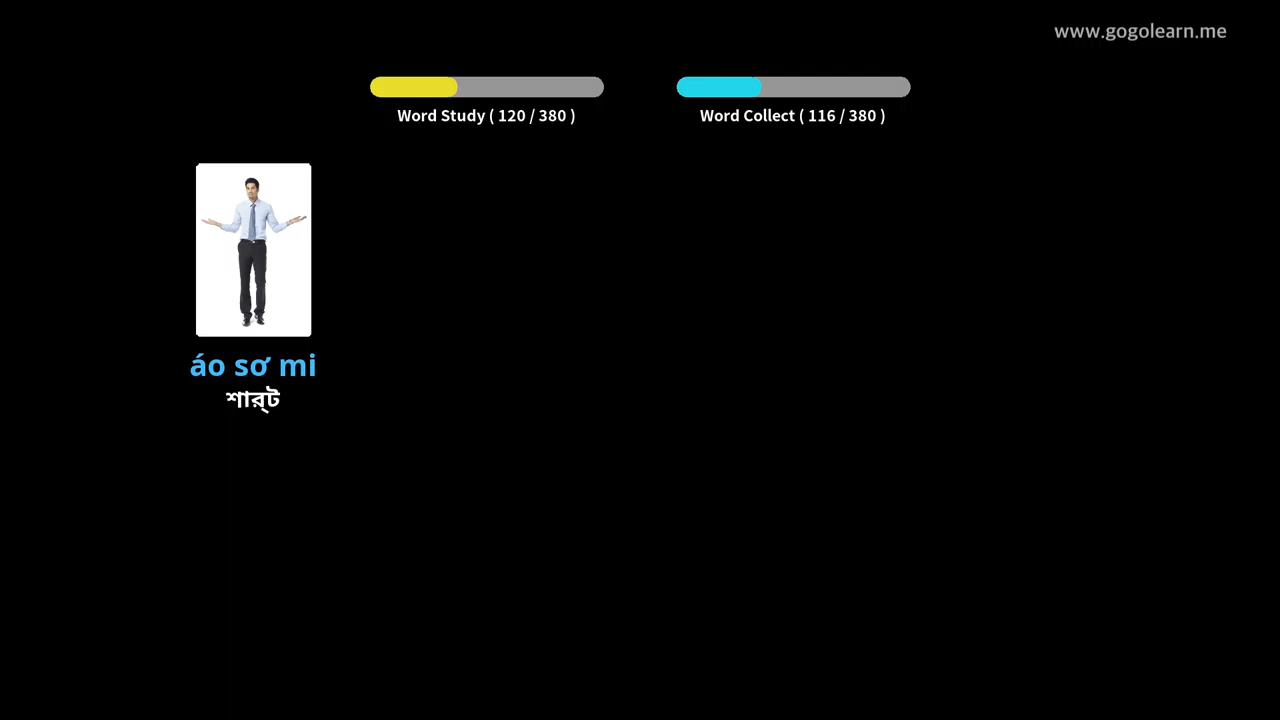 www.gogolearn.me
Word Study ( 120 / 380 )
Word Collect ( 116 / 380 )
áo sơ mi
শার্ট